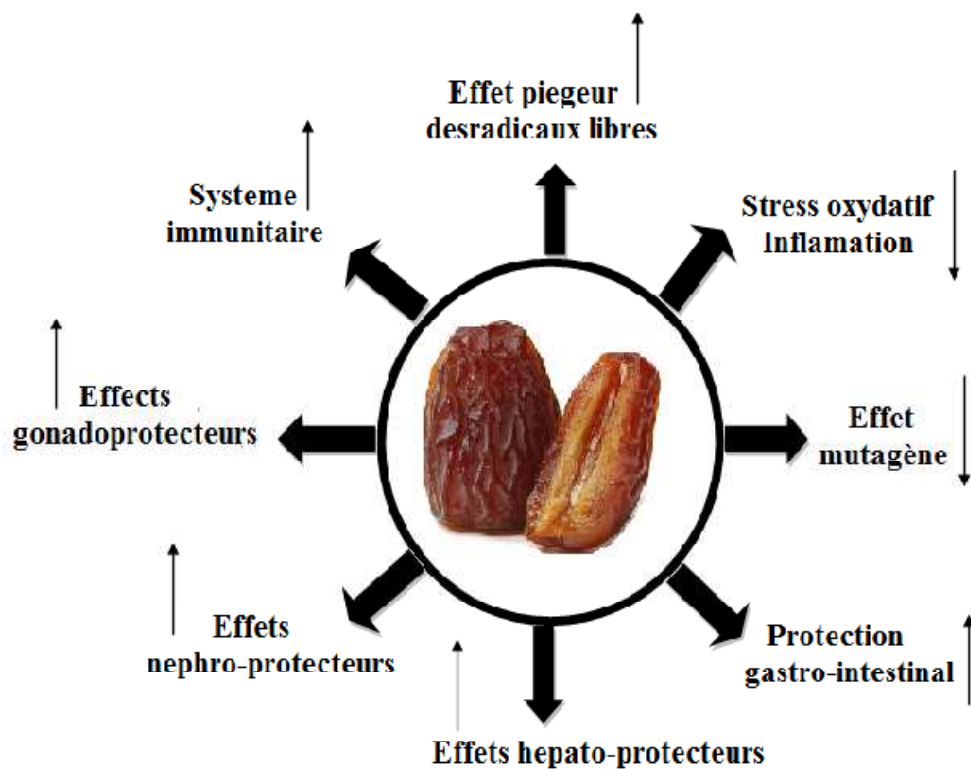 Effet piegeur
desradicaux libres
Systeme
immunitaire
Stress oxydatif
inflamation
Effects
gonadoprotecteurs
Effet
mutagène
Effets
nephro-protecteurs
Protection
gastro-intestinal
Effets hepato-protecteurs